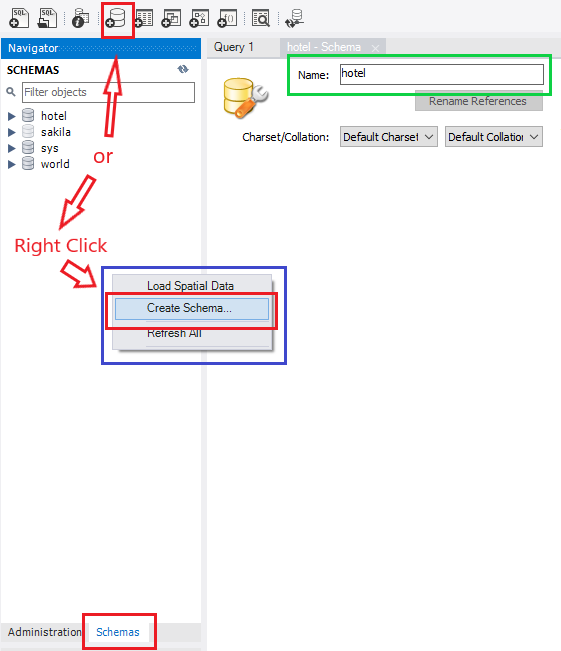 SQL
SQL
Navigator
SCHEMAS
Filter objects
hotel
sakila
sys
world
or
Right Click
Load Spatial Data
Create Schema...
Refresh All
Administration
Schemas
Query 1
hotel - Schema
Name:
hotel
Rename References
Charset/Collation:
Default Charset
Default Collation